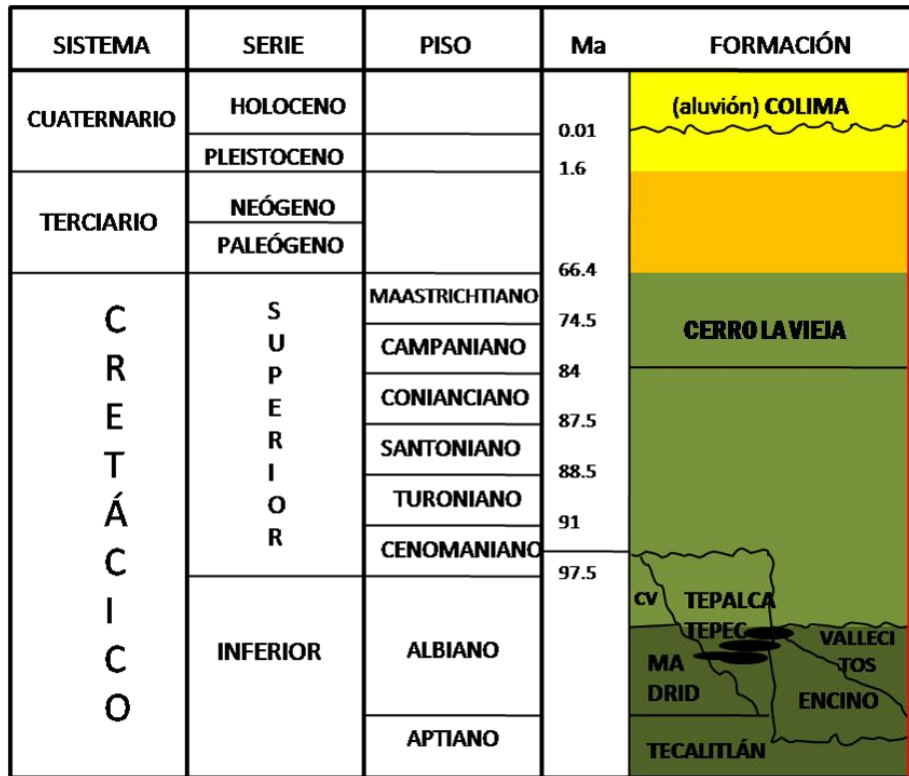 SISTEMA SERIE PISO Ma FORMACIÓN
CUATERNARIO
HOLOCENO
PLEISTOCENO
0.01
1.6
(aluvión) COLIMA
TERCIARIO
NEÓGENO
PALEÓGENO
66.4
CRETÁCICO
SUPERIOR
MAASTRICHTIANO
74.5
CAMPANIANO
84
CONIANCIANO
87.5
SANTONIANO
88.5
TURONIANO
91
CENOMANIANO
97.5
CERRO LA VIEJA
INFERIOR
ALBIANO
APTIANO
CV
TEPALCA
TEPEC
VALLECI
TOS
MA
DRID
ENCINO
TECALITLÁN